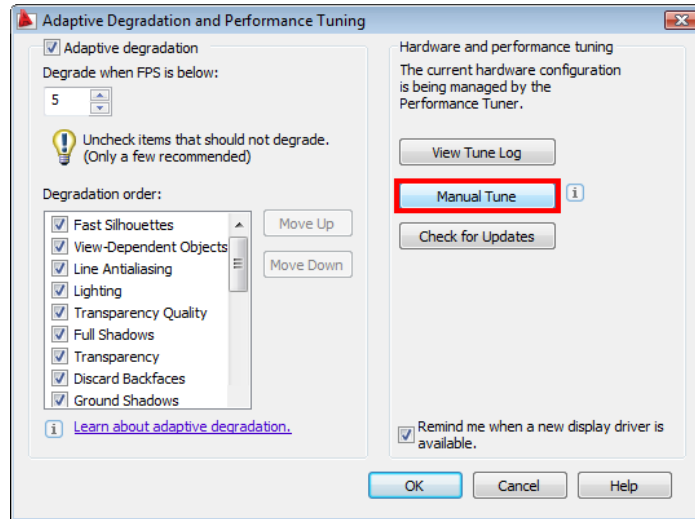 Adaptive Degradation and Performance Tuning
Adaptive degradation
Degrade when FPS is below:
5
Uncheck items that should not degrade.
(Only a few recommended)
Degradation order:
Fast Silhouettes
View-Dependent Objects
Line Antialiasing
Lighting
Transparency Quality
Full Shadows
Transparency
Discard Backfaces
Ground Shadows
Move Up
Move Down
Learn about adaptive degradation.
Hardware and performance tuning
The current hardware configuration
is being managed by the
Performance Tuner.
View Tune Log
Manual Tune
Check for Updates
Remind me when a new display driver is
available.
OK
Cancel
Help